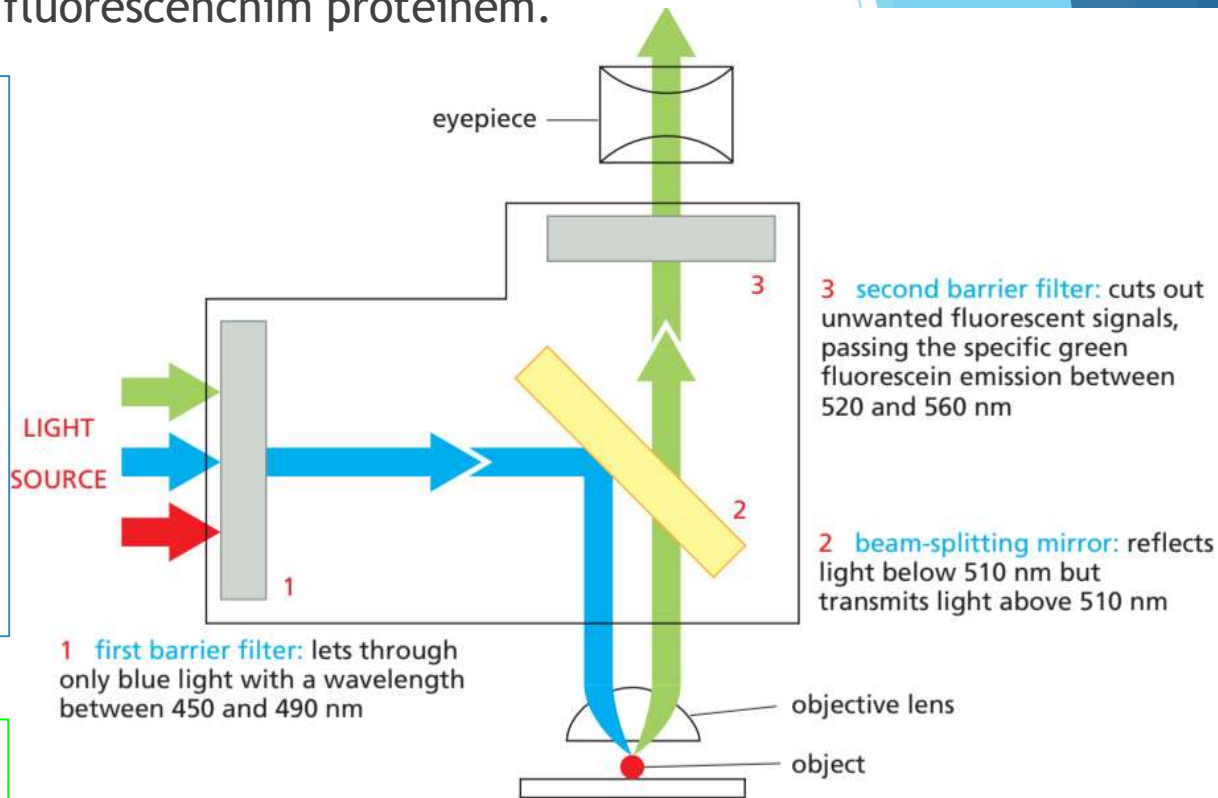 fluorescenchím proteinem.
eyepiece
3
3 second barrier filter: cuts out
unwanted fluorescent signals,
passing the specific green
fluorescein emission between
520 and 560 nm
LIGHT
SOURCE
2
2 beam-splitting mirror: reflects
light below 510 nm but
transmits light above 510 nm
1
1 first barrier filter: lets through
only blue light with a wavelength
between 450 and 490 nm
objective lens
object